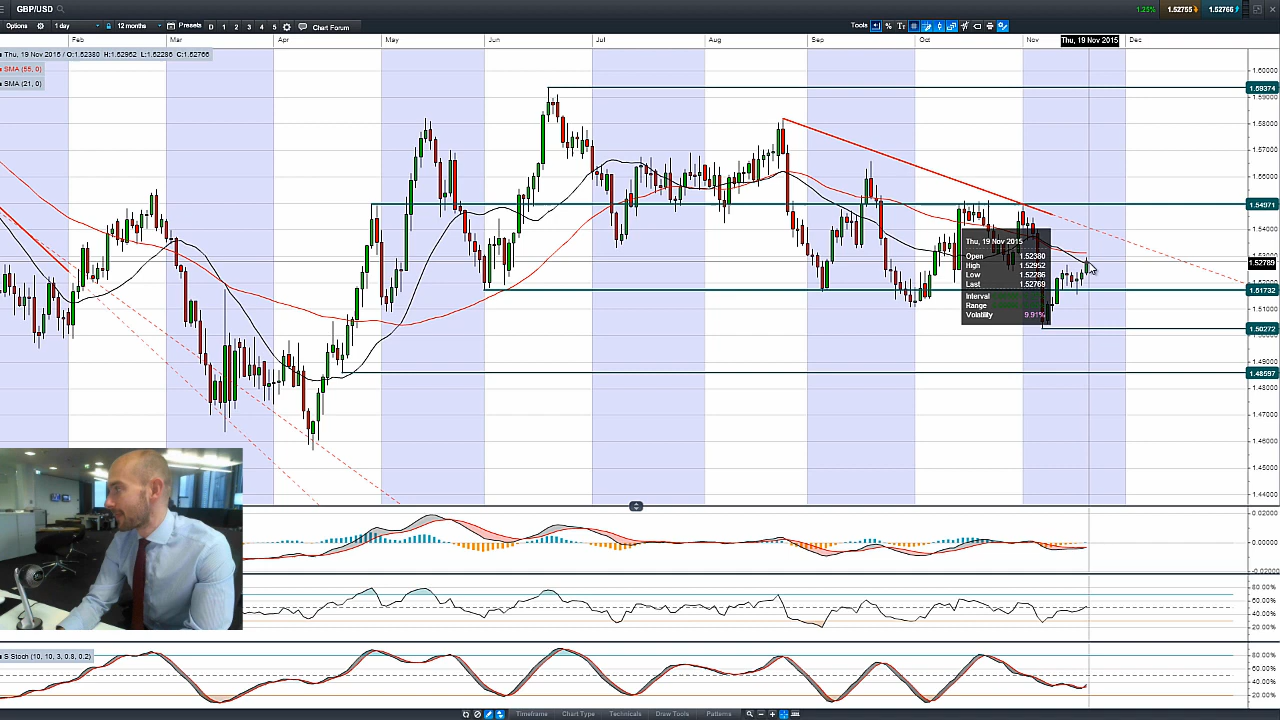 GBP/USD 1.25% 1.52755 1.52766
Options 1 day 12 months Presets D 1 2 3 4 5 Chart Forum Tools
Feb Mar Apr May Jun Jul Aug Sep Oct Nov Thu, 19 Nov 2015 Dec
Thu, 19 Nov 2015 / O:1.52380 H:1.52952 L:1.52286 C:1.52766
SMA (55, 0)
SMA (21, 0)
1.60000
1.59374
1.58000
1.57000
1.56000
1.54971
1.54000
1.52789
1.51732
1.51000
1.50272
1.49000
1.48597
1.48000
1.47000
1.46000
1.45000
1.44000
Thu, 19 Nov 2015
Open 1.52380
High 1.52952
Low 1.52286
Last 1.52769
Interval
Range
Volatility 9.91%
0.02000
0.00000
-0.02000
80.00%
60.00%
40.00%
20.00%
S Stoch (10, 10, 3, 0.8, 0.2)
80.00%
60.00%
40.00%
20.00%
Timeframe Chart Type Technicals Draw Tools Patterns